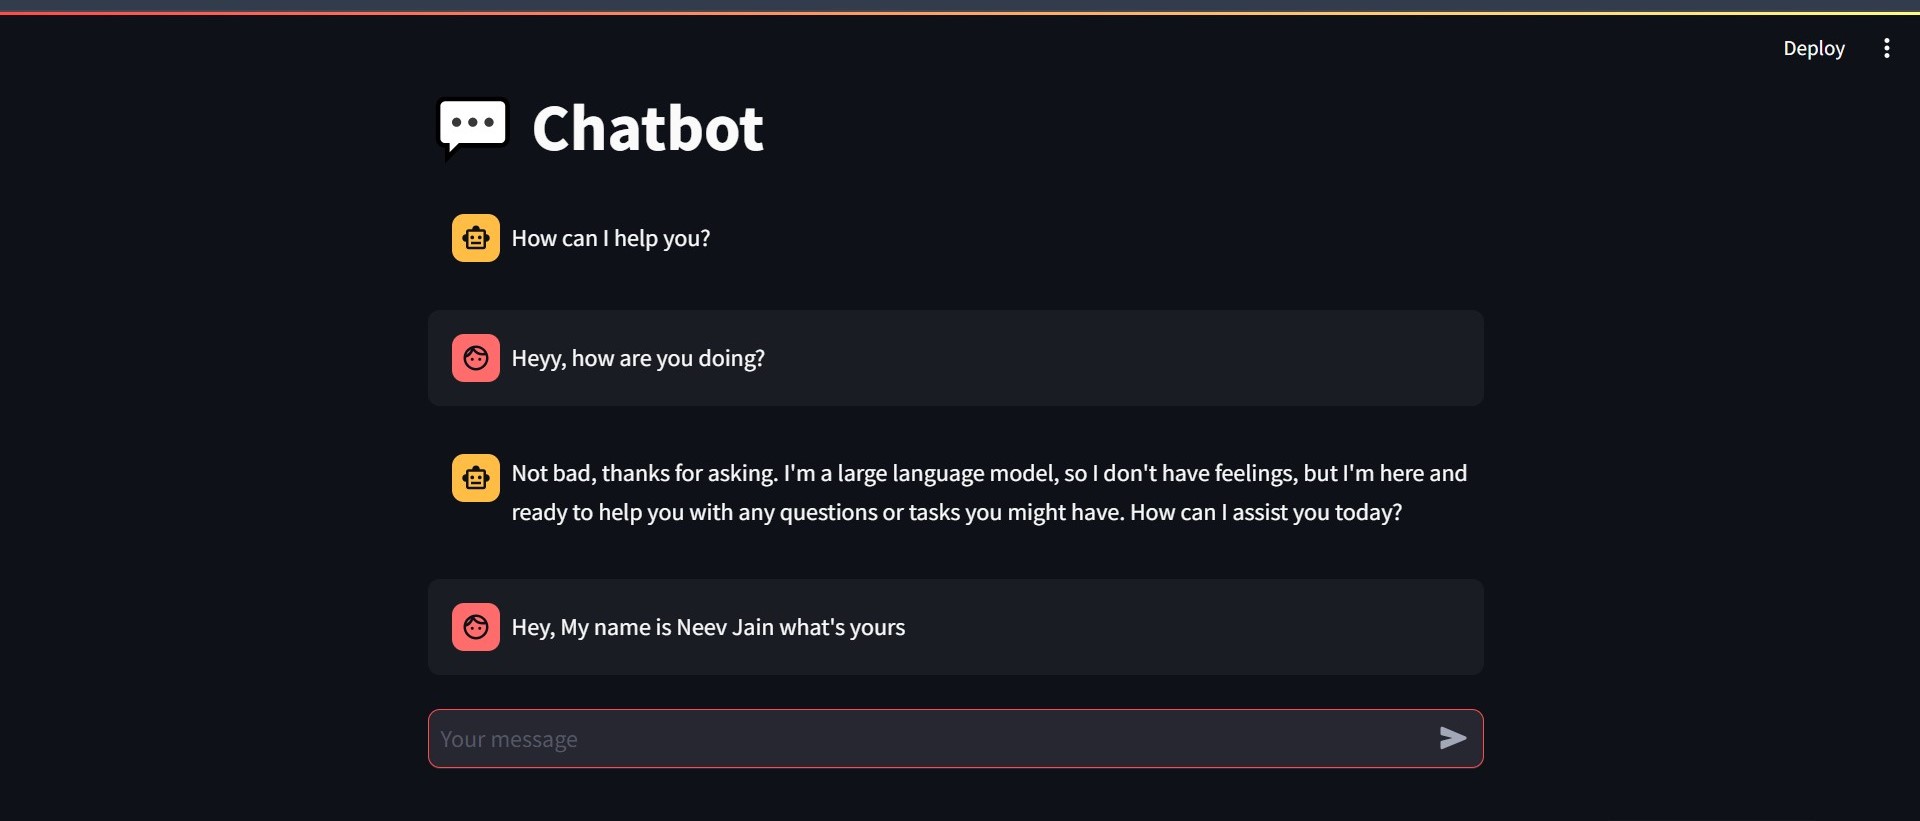 Deploy
Chatbot
How can I help you?
Heyy, how are you doing?
Not bad, thanks for asking. I'm a large language model, so I don't have feelings, but I'm here and
ready to help you with any questions or tasks you might have. How can I assist you today?
Hey, My name is Neev Jain what's yours
Your message